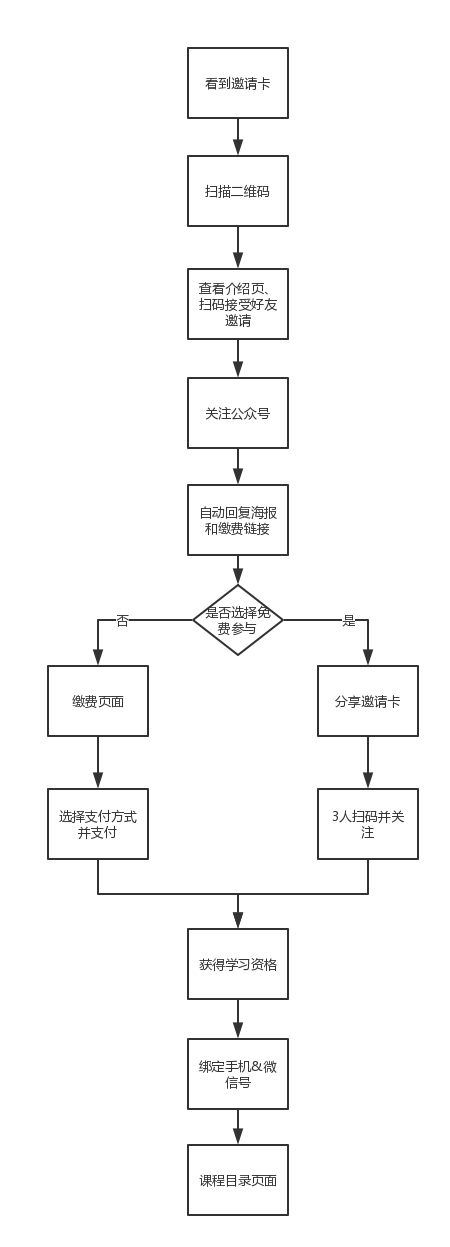 看到邀请卡
扫描二维码
查看介绍页、
扫码接受好友
邀请
关注公众号
自动回复海报
和缴费链接
是否选择免
费参与
否
是
缴费页面
分享邀请卡
选择支付方式
并支付
3人扫码并关
注
获得学习资格
绑定手机&微
信号
课程目录页面